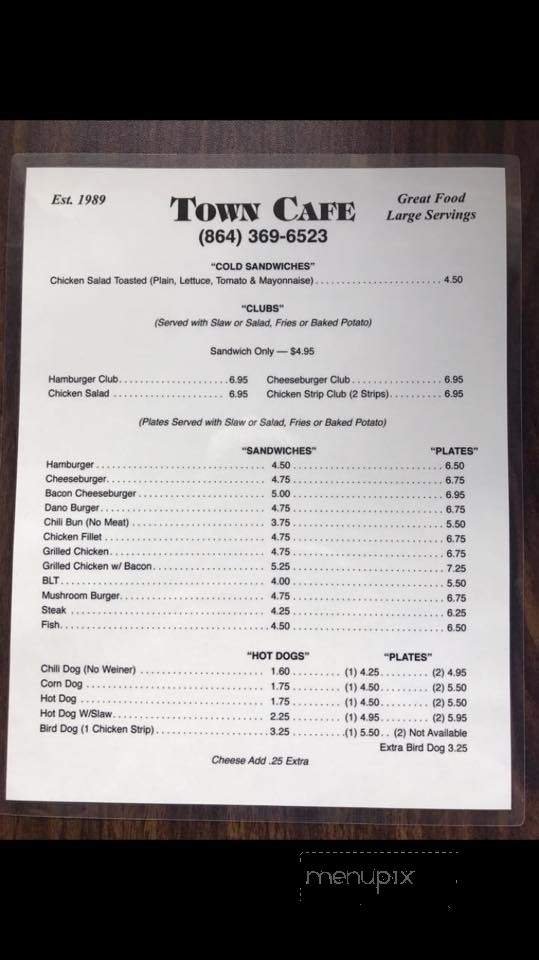 Est. 1989
TOWN CAFE
Great Food
Large Servings
(864) 369-6523
"COLD SANDWICHES"
Chicken Salad Toasted (Plain, Lettuce, Tomato & Mayonnaise) 4.50
"CLUBS"
(Served with Slaw or Salad, Fries or Baked Potato)
Sandwich Only — $4.95
Hamburger Club 6.95 Cheeseburger Club 6.95
Chicken Salad 6.95 Chicken Strip Club (2 Strips) 6.95
(Plates Served with Slaw or Salad, Fries or Baked Potato)
"SANDWICHES" "PLATES"
Hamburger 4.50 6.50
Cheeseburger 4.75 6.75
Bacon Cheeseburger 5.00 6.95
Dano Burger 4.75 6.75
Chili Bun (No Meat) 3.75 5.50
Chicken Fillet 4.75 6.75
Grilled Chicken 4.75 6.75
Grilled Chicken w/ Bacon 5.25 7.25
BLT 4.00 5.50
Mushroom Burger 4.75 6.75
Steak 4.25 6.25
Fish 4.50 6.50
"HOT DOGS" "PLATES"
Chili Dog (No Weiner) 1.60 (1) 4.25 (2) 4.95
Corn Dog 1.75 (1) 4.50 (2) 5.50
Hot Dog 1.75 (1) 4.50 (2) 5.50
Hot Dog W/Slaw 2.25 (1) 4.95 (2) 5.95
Bird Dog (1 Chicken Strip) 3.25 (1) 5.50 (2) Not Available
Extra Bird Dog 3.25
Cheese Add .25 Extra
menupix